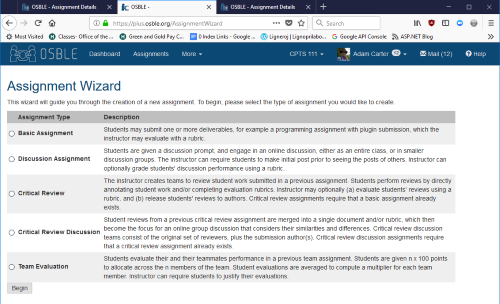 OSBLE - Assignment Details
OSBLE -
OSBLE - Assignment Details
https://plus.osble.org/AssignmentWizard
Search
Most Visited
Classes - Office of the...
Green and Gold Pay C...
0 Index Links - Google ...
Lignenoj | Lignopilaboo...
Google API Console
ASP.NET Blog
OSBLE
Dashboard
Assignments
More
CPTS 111
Adam Carter
Mail (12)
Help
Assignment Wizard
This wizard will guide you through the creation of a new assignment. To begin, please select the type of assignment you would like to create.
Assignment Type Description
Basic Assignment
Students may submit one or more deliverables, for example a programming assignment with plugin submission, which the
instructor may evaluate with a rubric.
Discussion Assignment
Students are given a discussion prompt, and engage in an online discussion, either as an entire class, or in smaller
discussion groups. The instructor can require students to make initial post prior to seeing the posts of others. Instructor can
optionally grade students' discussion performance using a rubric.
Critical Review
The instructor creates teams to review student work submitted in a previous assignment. Students perform reviews by directly
annotating student work and/or completing evaluation rubrics. Instructor may optionally (a) evaluate students' reviews using a
rubric, and (b) release students' reviews to authors. Critical review assignments require that a basic assignment already
exists.
Critical Review Discussion
Student reviews from a previous critical review assignment are merged into a single document and/or rubric, which then
become the focus for an online group discussion that considers their similarities and differences. Critical review discussion
teams consist of the original set of reviewers, plus the submission author(s). Critical review discussion assignments require
that a critical review assignment already exists.
Team Evaluation
Students evaluate their and their teammates performance in a previous team assignment. Students are given n x 100 points
to allocate across the n members of the team. Student evaluations are averaged to compute a multiplier for each team
member. Instructor can require students to justify their evaluations.
Begin